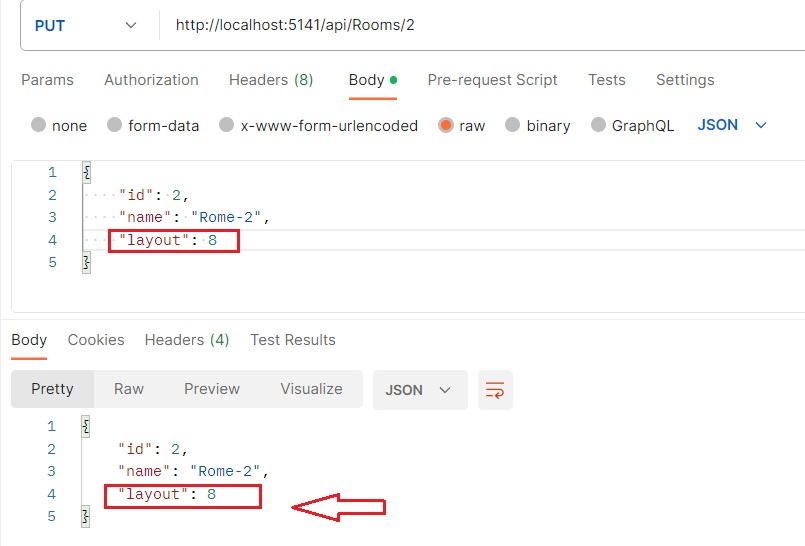 PUT http://localhost:5141/api/Rooms/2
Params Authorization Headers (8) Body Pre-request Script Tests Settings
none form-data x-www-form-urlencoded raw binary GraphQL JSON
1 {
2 "id": 2,
3 "name": "Rome-2",
4 "layout": 8
5 }
Body Cookies Headers (4) Test Results
Pretty Raw Preview Visualize JSON
1 {
2 "id": 2,
3 "name": "Rome-2",
4 "layout": 8
5 }